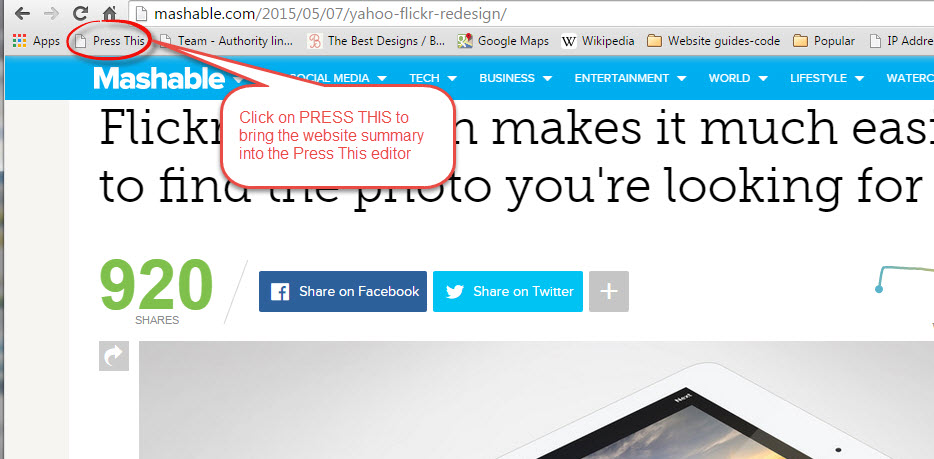 mashable.com/2015/05/07/yahoo-flickr-redesign/
Apps Press This Team - Authority lin... The Best Designs / B... Google Maps W Wikipedia Website guides-code Popular IP Addre
Mashable SOCIAL MEDIA TECH BUSINESS ENTERTAINMENT WORLD LIFESTYLE WATERC
Click on PRESS THIS to
bring the website summary
into the Press This editor
Flickr n makes it much easi
to find the photo you're looking for
920
SHARES
Share on Facebook
Share on Twitter
+
Next